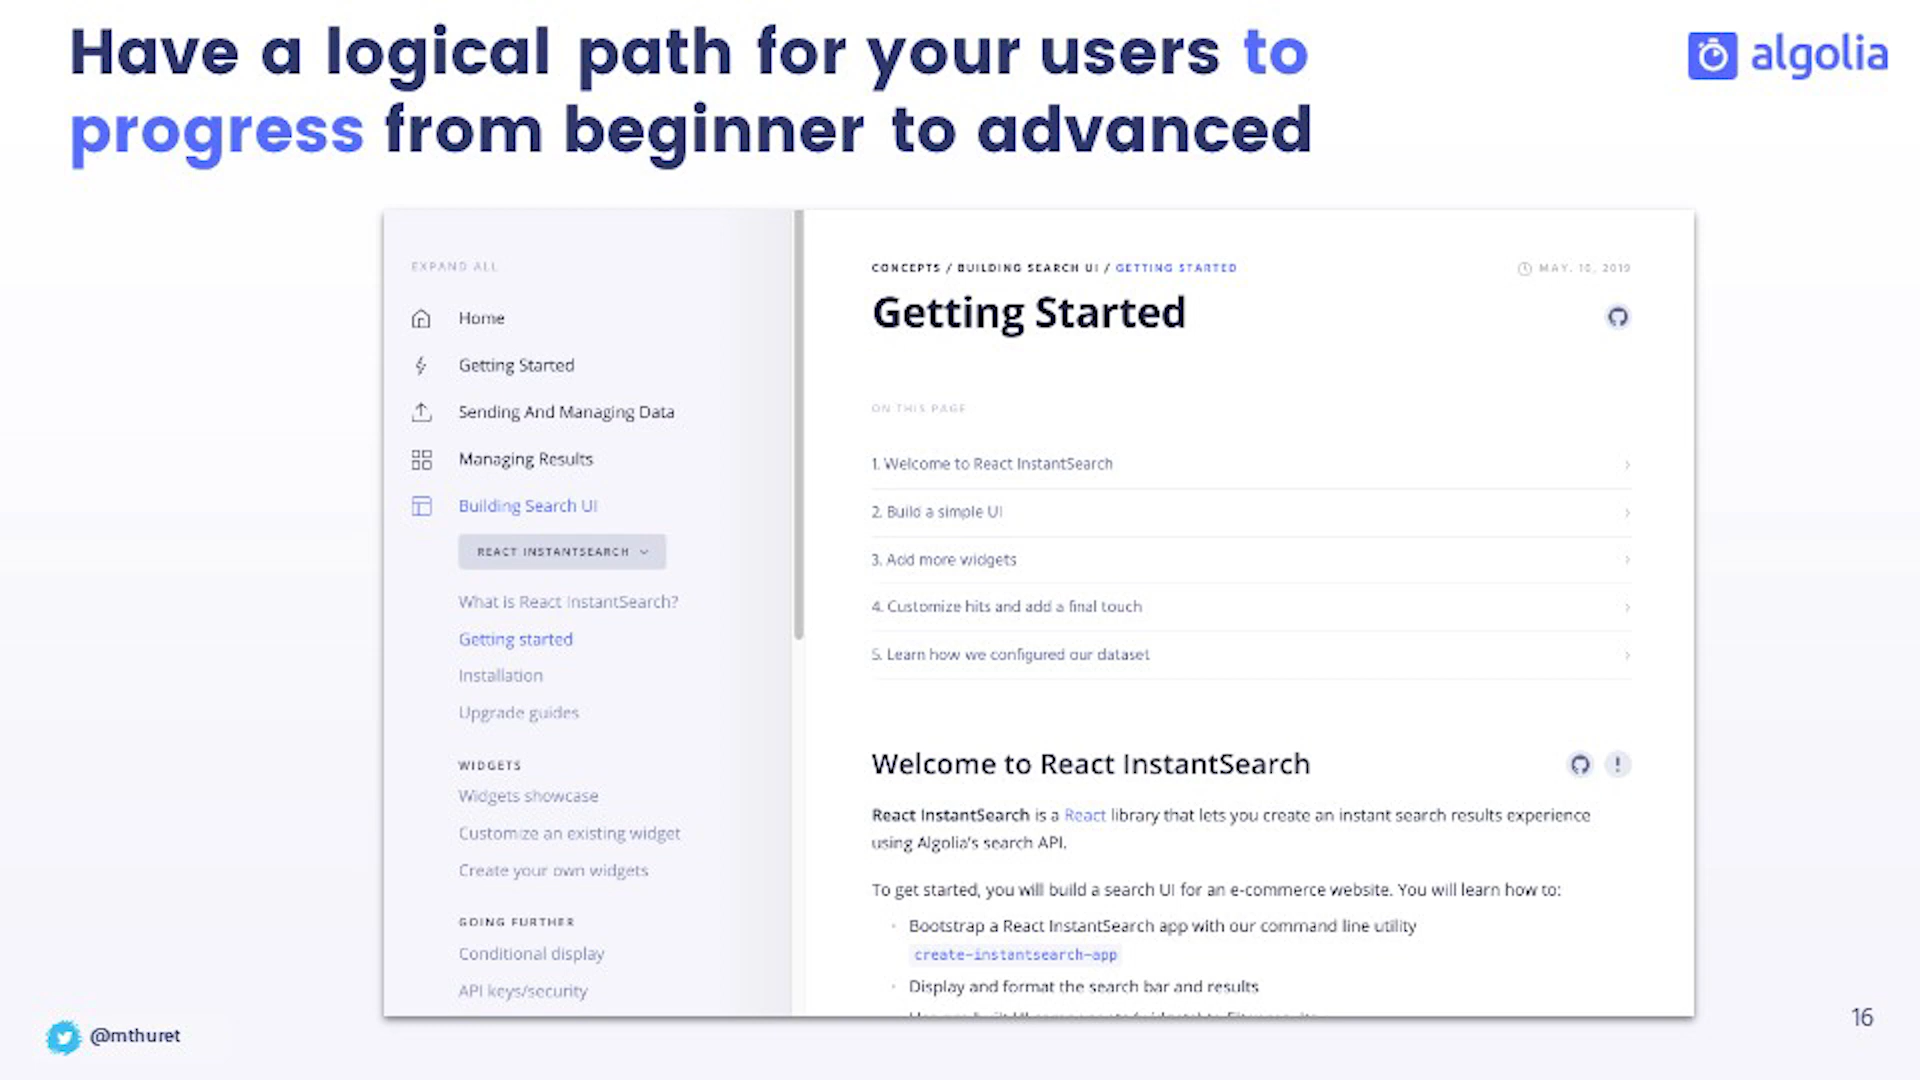 Have a logical path for your users to
progress from beginner to advanced
algolia
EXPAND ALL
Home
Getting Started
Sending And Managing Data
Managing Results
Building Search UI
REACT INSTANTSEARCH
What is React InstantSearch?
Getting started
Installation
Upgrade guides
WIDGETS
Widgets showcase
Customize an existing widget
Create your own widgets
GOING FURTHER
Conditional display
API keys/security
CONCEPTS / BUILDING SEARCH UI / GETTING STARTED
MAY. 10, 2019
Getting Started
ON THIS PAGE
1. Welcome to React InstantSearch
2. Build a simple UI
3. Add more widgets
4. Customize hits and add a final touch
5. Learn how we configured our dataset
Welcome to React InstantSearch
!
React InstantSearch is a React library that lets you create an instant search results experience
using Algolia's search API.
To get started, you will build a search UI for an e-commerce website. You will learn how to:
• Bootstrap a React InstantSearch app with our command line utility
create-instantsearch-app
• Display and format the search bar and results
@mthuret
16